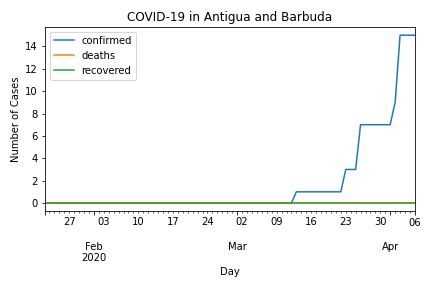 COVID-19 in Antigua and Barbuda
confirmed
deaths
recovered
Number of Cases
14
12
10
8
6
4
2
0
27 03 10 17 24 02 09 16 23 30 06
Feb Mar Apr
2020
Day